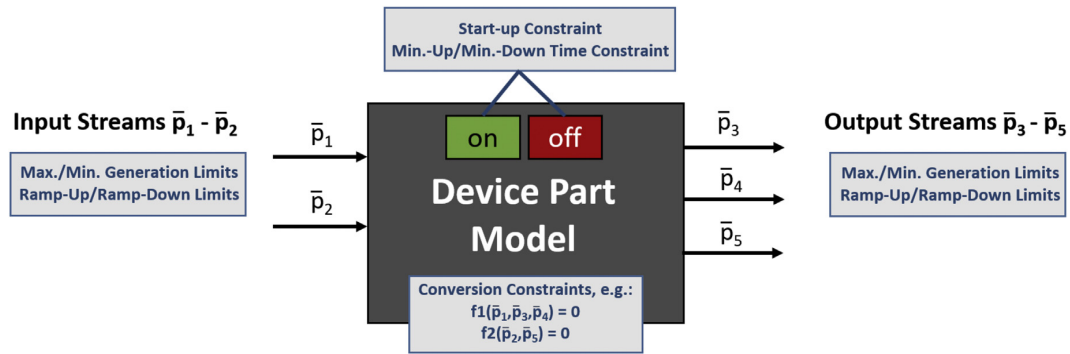 Start-up Constraint
Min.-Up/Min.-Down Time Constraint
Input Streams p̅₁ - p̅₂
Max./Min. Generation Limits
Ramp-Up/Ramp-Down Limits
p̅₁
p̅₂
on off
Device Part
Model
Conversion Constraints, e.g.:
f1(p̅₁,p̅₃,p̅₄) = 0
f2(p̅₂,p̅₅) = 0
p̅₃
p̅₄
p̅₅
Output Streams p̅₃ - p̅₅
Max./Min. Generation Limits
Ramp-Up/Ramp-Down Limits